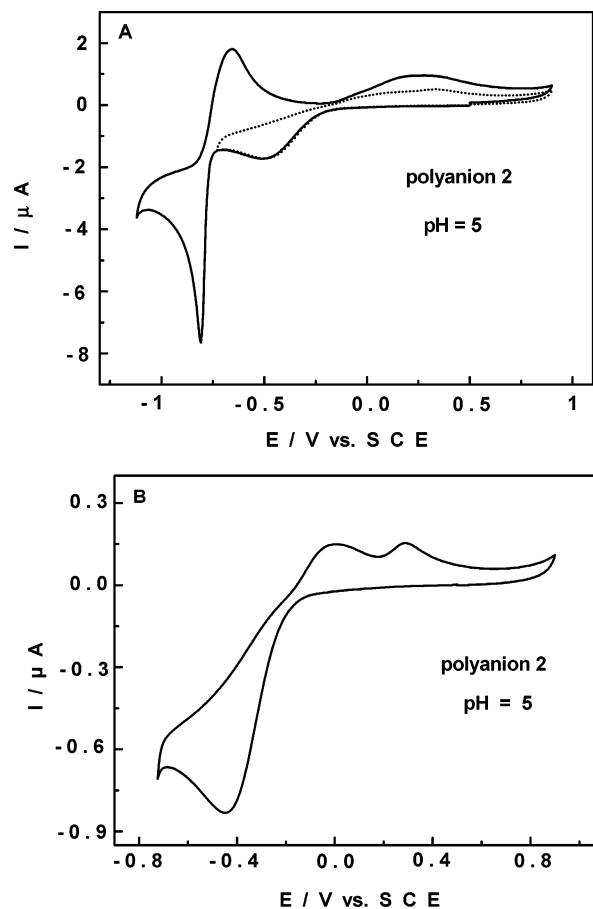 A
2
0
-2
-4
-6
-8
I / μ A
polyanion 2
pH = 5
-1
-0.5
0.0
0.5
1
E / V vs. S C E
B
0.3
0.0
-0.3
-0.6
-0.9
I / μ A
polyanion 2
pH = 5
-0.8
-0.4
0.0
0.4
0.8
E / V vs. S C E